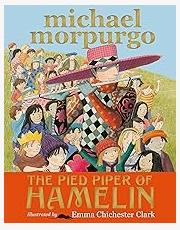 michael
morpurgo
THE PIED PIPER OF
HAMELIN
illustrated by Emma Chichester Clark